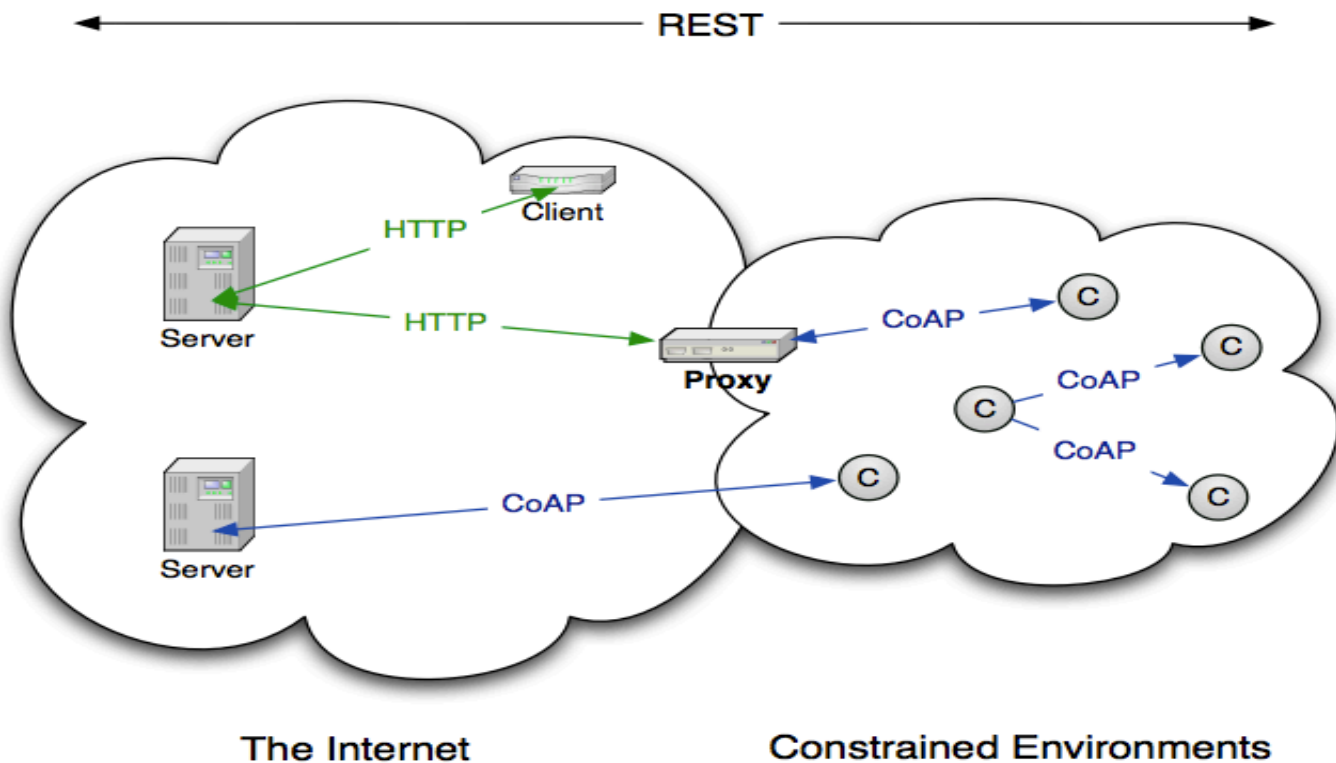 REST
Client
HTTP
Server
HTTP
Proxy
CoAP
C
C
CoAP
C
CoAP
C
C
CoAP
Server
The Internet
Constrained Environments